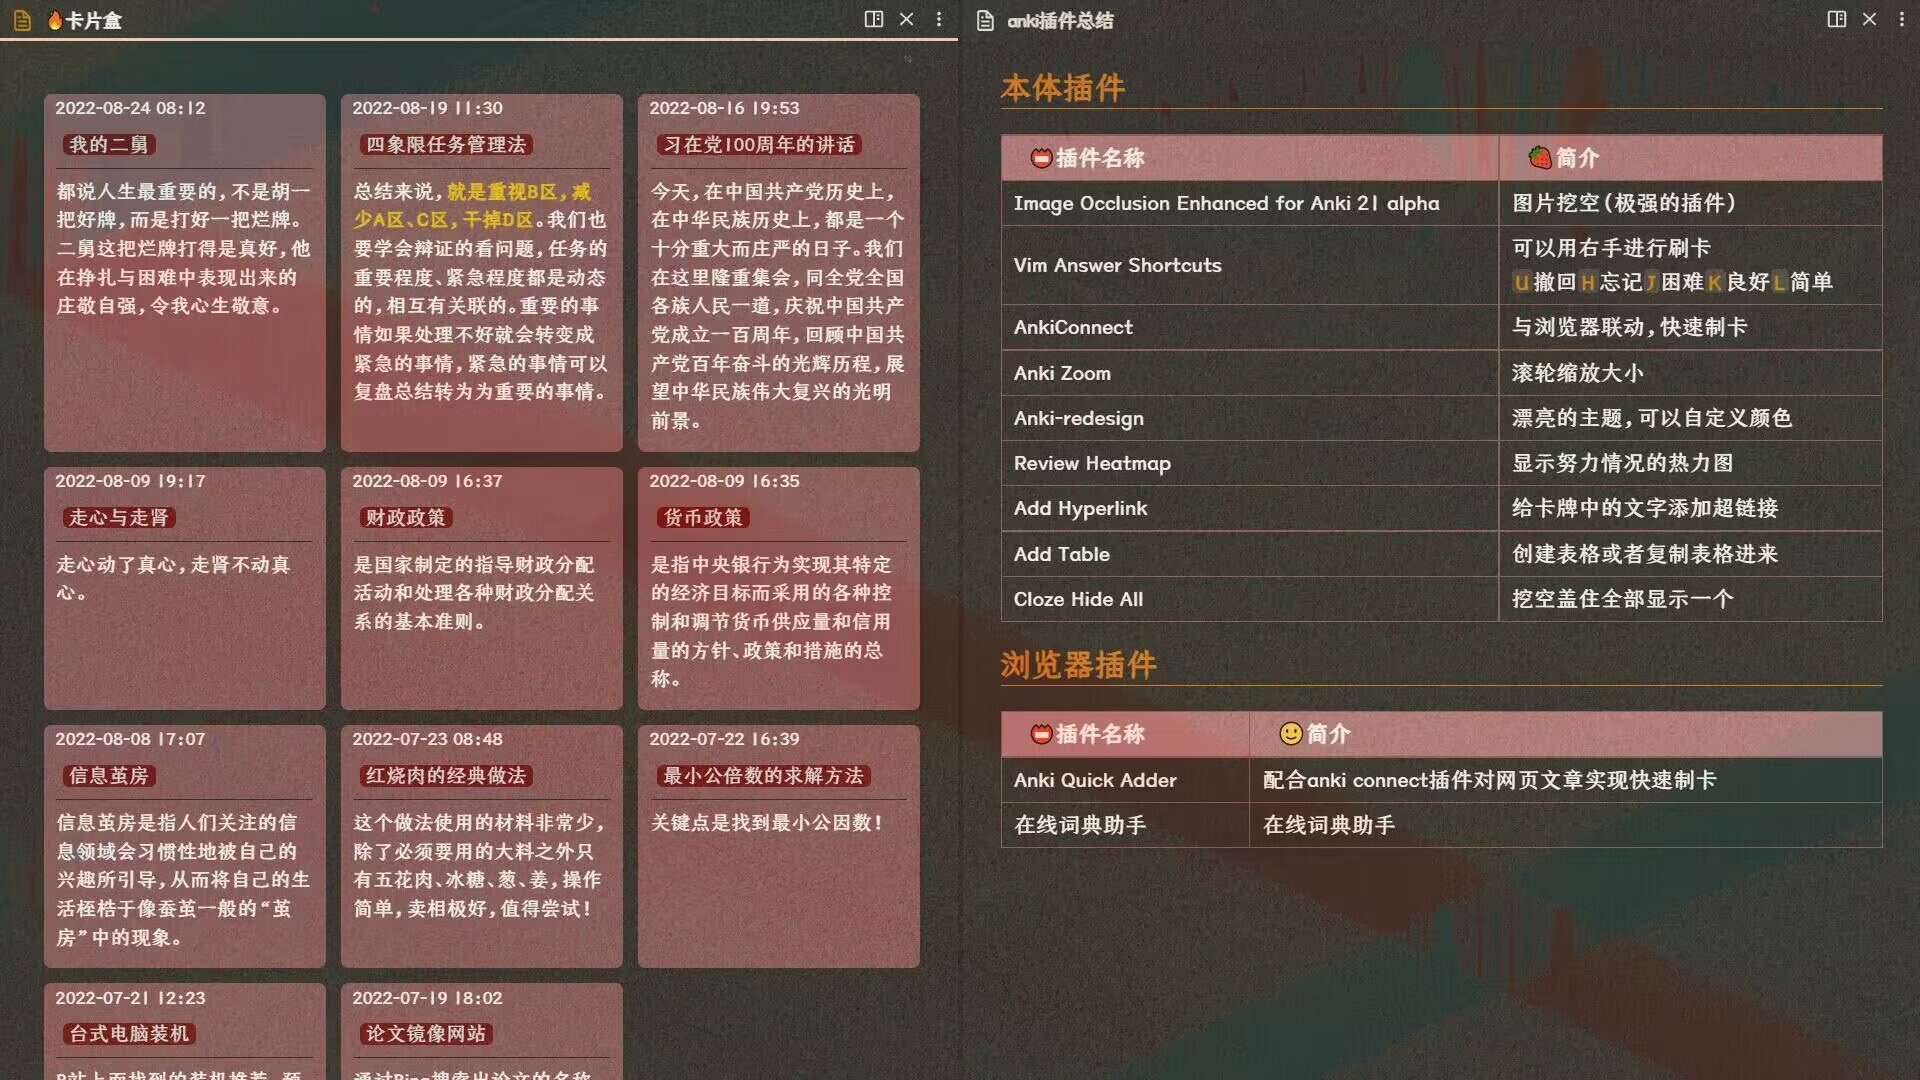 🔥卡片盒
2022-08-24 08:12
我的二舅
都说人生最重要的，不是胡一
把好牌，而是打好一把烂牌。
二舅这把烂牌打得是真好，他
在挣扎与困难中表现出来的
庄敬自强，令我心生敬意。
2022-08-19 11:30
四象限任务管理法
总结来说，就是重视B区，减
少A区、C区，干掉D区。我们也
要学会辩证的看问题，任务的
重要程度、紧急程度都是动态
的，相互有关联的。重要的事
情如果处理不好就会转变成
紧急的事情，紧急的事情可以
复盘总结转为为重要的事情。
2022-08-16 19:53
习在党100周年的讲话
今天，在中国共产党历史上，
在中华民族历史上，都是一个
十分重大而庄严的日子。我们
在这里隆重集会，同全党全国
各族人民一道，庆祝中国共产
党成立一百周年，回顾中国共
产党百年奋斗的光辉历程，展
望中华民族伟大复兴的光明
前景。
2022-08-09 19:17
走心与走肾
走心动了真心，走肾不动真
心。
2022-08-09 16:37
财政政策
是国家制定的指导财政分配
活动和处理各种财政分配关
系的基本准则。
2022-08-09 16:35
货币政策
是指中央银行为实现其特定
的经济目标而采用的各种控
制和调节货币供应量和信用
量的方针、政策和措施的总
称。
2022-08-08 17:07
信息茧房
信息茧房是指人们关注的信
息领域会习惯性地被自己的
兴趣所引导，从而将自己的生
活桎梏于像蚕茧一般的“茧
房”中的现象。
2022-07-23 08:48
红烧肉的经典做法
这个做法使用的材料非常少，
除了必须要用的大料之外只
有五花肉、冰糖、葱、姜，操作
简单，卖相极好，值得尝试！
2022-07-22 16:39
最小公倍数的求解方法
关键点是找到最小公因数！
2022-07-21 12:23
台式电脑装机
B站上面找到的装机推荐，预
2022-07-19 18:02
论文镜像网站
通过Bing搜索出论文的名称
anki插件总结
本体插件
📛插件名称 🍓简介
Image Occlusion Enhanced for Anki 21 alpha 图片挖空（极强的插件）
Vim Answer Shortcuts 可以用右手进行刷卡
U撤回H忘记J困难K良好L简单
AnkiConnect 与浏览器联动，快速制卡
Anki Zoom 滚轮缩放大小
Anki-redesign 漂亮的主题，可以自定义颜色
Review Heatmap 显示努力情况的热力图
Add Hyperlink 给卡牌中的文字添加超链接
Add Table 创建表格或者复制表格进来
Cloze Hide All 挖空盖住全部显示一个
浏览器插件
📛插件名称 🙂简介
Anki Quick Adder 配合anki connect插件对网页文章实现快速制卡
在线词典助手 在线词典助手